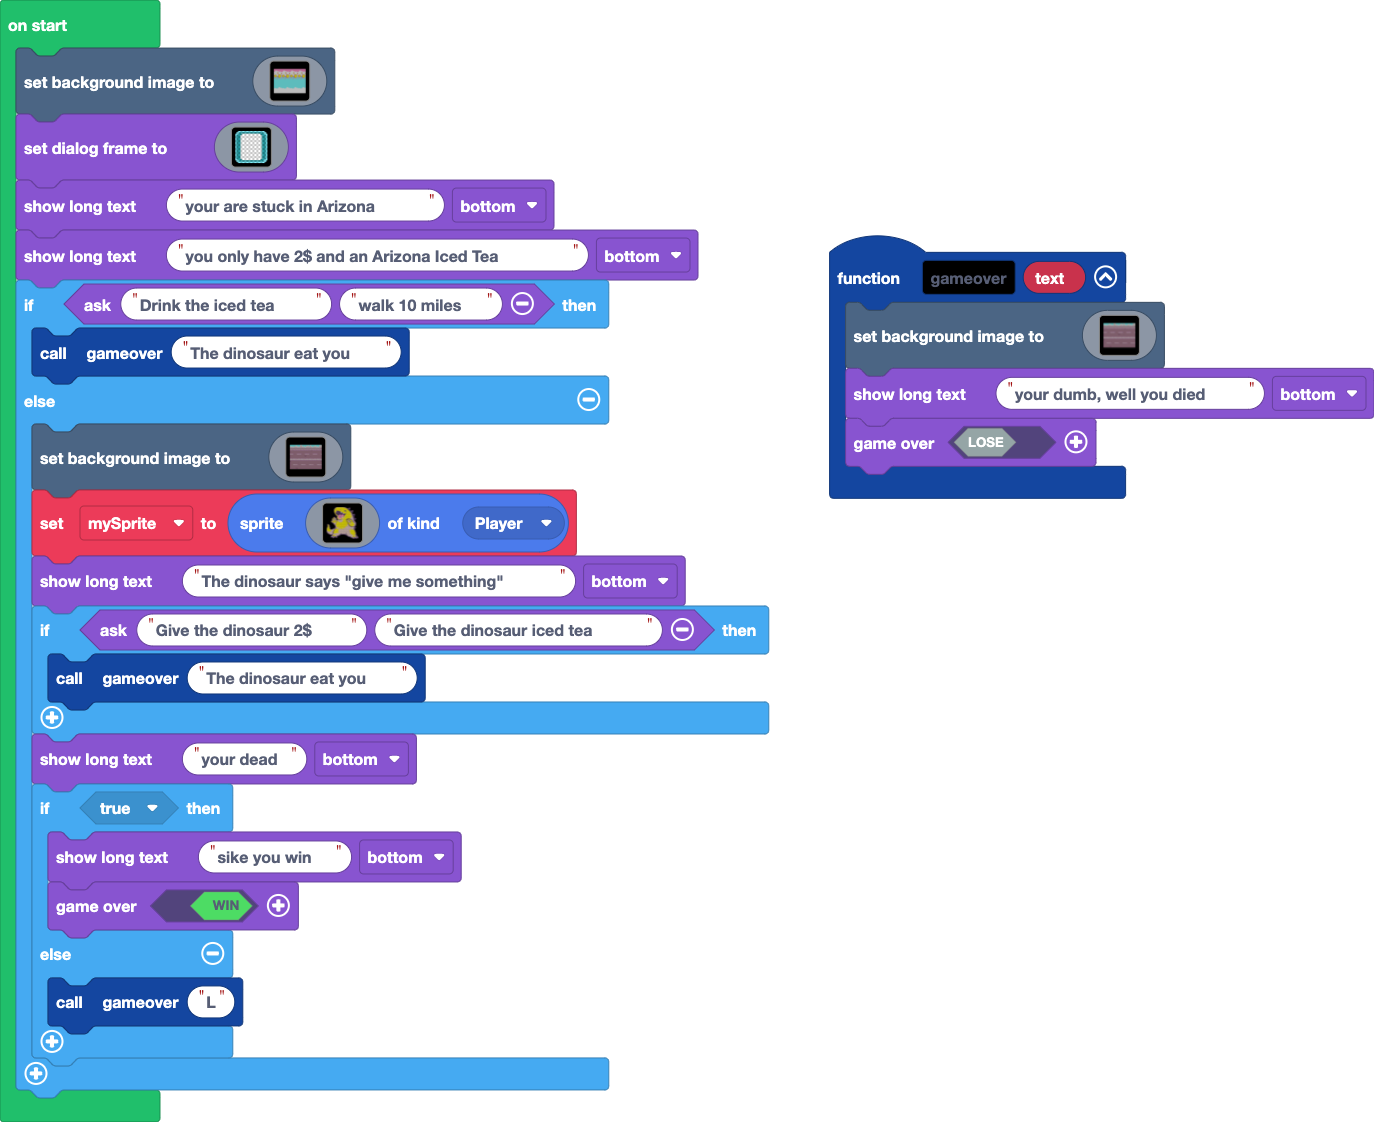 on start
set background image to
set dialog frame to
show long text "your are stuck in Arizona" bottom
show long text "you only have 2$ and an Arizona Iced Tea" bottom
if ask "Drink the iced tea" "walk 10 miles" then
call gameover "The dinosaur eat you"
else
set background image to
set mySprite to sprite of kind Player
show long text "The dinosaur says "give me something"" bottom
if ask "Give the dinosaur 2$" "Give the dinosaur iced tea" then
call gameover "The dinosaur eat you"
show long text "your dead" bottom
if true then
show long text "sike you win" bottom
game over WIN
else
call gameover "L"
function gameover text
set background image to
show long text "your dumb, well you died" bottom
game over LOSE